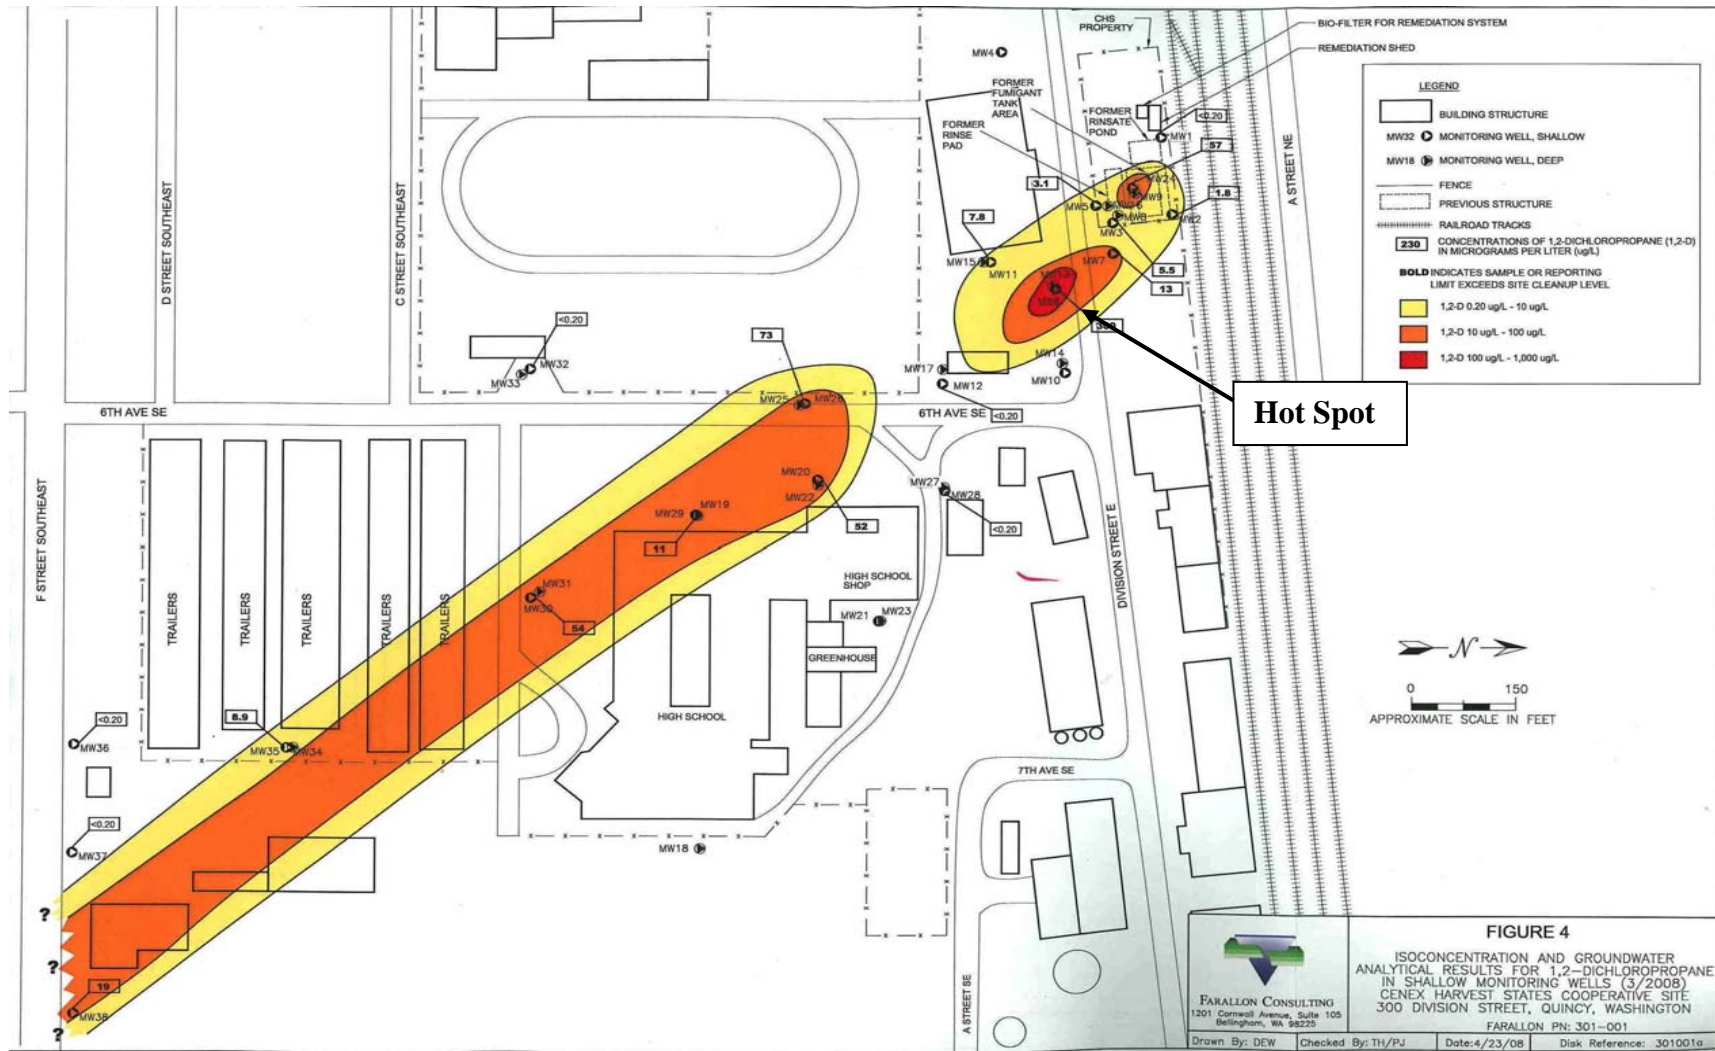 CHS
PROPERTY
BIO-FILTER FOR REMEDIATION SYSTEM
REMEDIATION SHED
MW4
FORMER
FUMIGANT
TANK
AREA
FORMER
RINSATE
POND
FORMER
RINSE
PAD
<0.20
MW1
57
MW24
MW9
3.1
1.8
MW5
MW2
MW3
7.8
MW15
MW11
MW7
5.5
13
MW14
MW10
MW17
MW12
<0.20
A STREET NE
LEGEND
BUILDING STRUCTURE
MW32 MONITORING WELL, SHALLOW
MW18 MONITORING WELL, DEEP
FENCE
PREVIOUS STRUCTURE
RAILROAD TRACKS
230 CONCENTRATIONS OF 1,2-DICHLOROPROPANE (1,2-D)
IN MICROGRAMS PER LITER (ug/L)
BOLD INDICATES SAMPLE OR REPORTING
LIMIT EXCEEDS SITE CLEANUP LEVEL
1,2-D 0.20 ug/L - 10 ug/L
1,2-D 10 ug/L - 100 ug/L
1,2-D 100 ug/L - 1,000 ug/L
Hot Spot
D STREET SOUTHEAST
C STREET SOUTHEAST
<0.20
MW32
MW33
73
MW25
MW26
6TH AVE SE
6TH AVE SE
F STREET SOUTHEAST
TRAILERS
TRAILERS
TRAILERS
TRAILERS
TRAILERS
MW20
MW22
52
MW29
MW19
11
MW27
MW28
<0.20
MW31
MW30
54
HIGH SCHOOL
SHOP
MW21
MW23
GREENHOUSE
HIGH SCHOOL
DIVISION STREET E
N
0 150
APPROXIMATE SCALE IN FEET
<0.20
MW36
8.9
MW35
MW34
7TH AVE SE
<0.20
MW37
MW18
?
?
?
19
MW38
A STREET SE
FARALLON CONSULTING
1201 Cornwall Avenue, Suite 105
Bellingham, WA 98225
FIGURE 4
ISOCONCENTRATION AND GROUNDWATER
ANALYTICAL RESULTS FOR 1,2-DICHLOROPROPANE
IN SHALLOW MONITORING WELLS (3/2008)
CENEX HARVEST STATES COOPERATIVE SITE
300 DIVISION STREET, QUINCY, WASHINGTON
FARALLON PN: 301-001
Drawn By: DEW
Checked By: TH/PJ
Date: 4/23/08
Disk Reference: 301001a